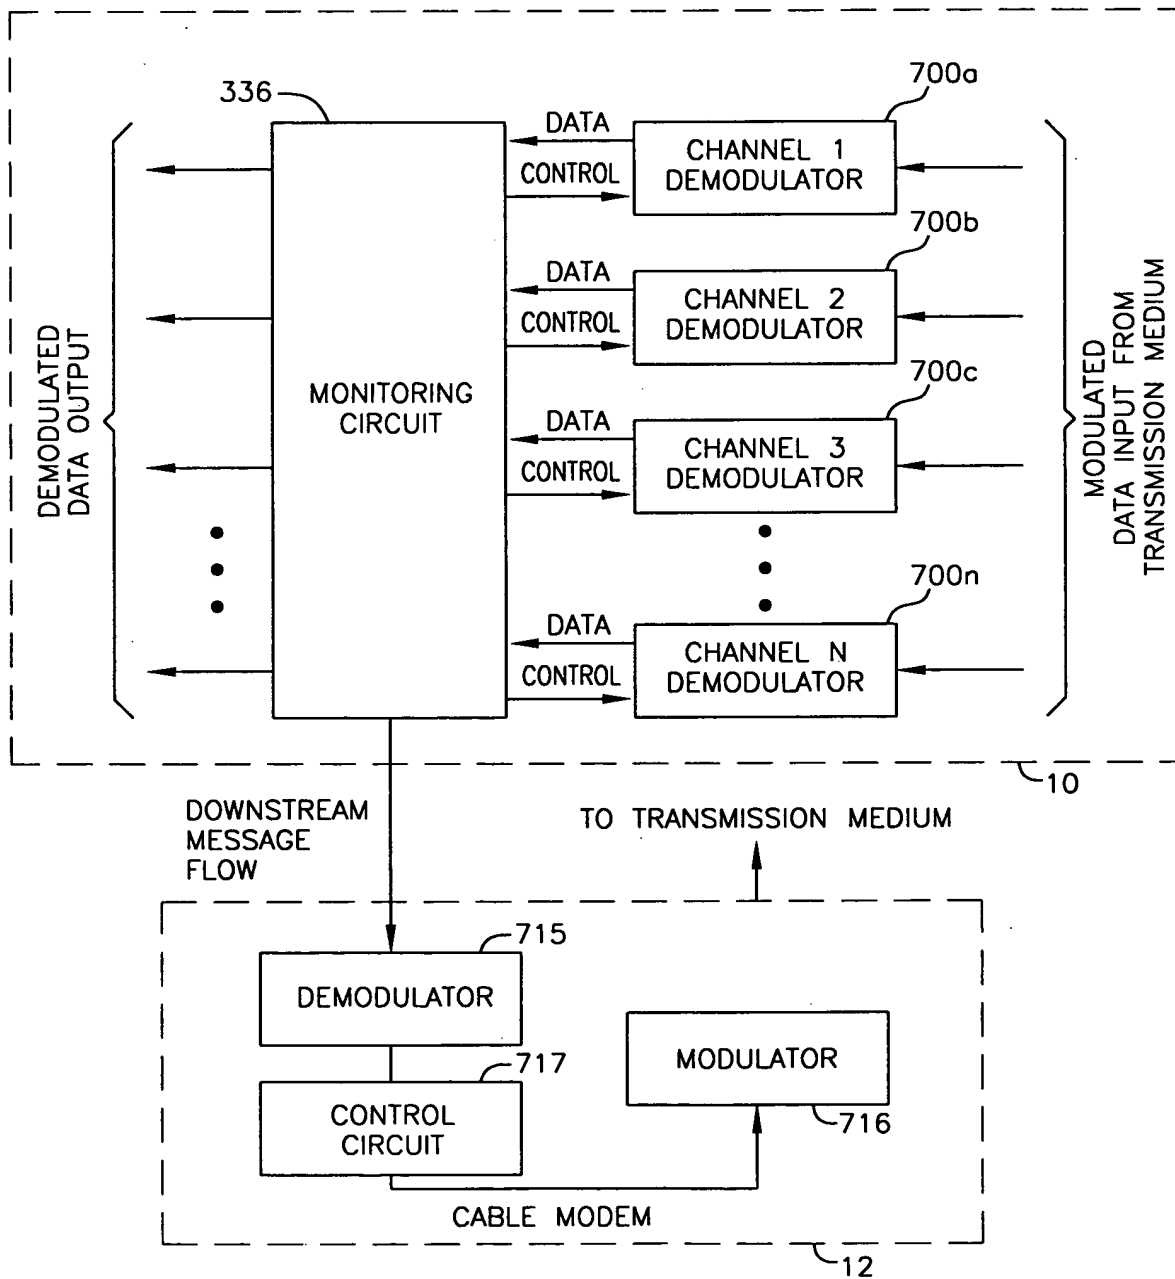 336
700a
DATA
CONTROL
CHANNEL 1
DEMODULATOR
700b
DATA
CONTROL
CHANNEL 2
DEMODULATOR
DEMODULATED
DATA OUTPUT
MONITORING
CIRCUIT
700c
DATA
CONTROL
CHANNEL 3
DEMODULATOR
MODULATED
DATA INPUT FROM
TRANSMISSION MEDIUM
700n
DATA
CONTROL
CHANNEL N
DEMODULATOR
10
DOWNSTREAM
MESSAGE
FLOW
TO TRANSMISSION MEDIUM
715
DEMODULATOR
717
CONTROL
CIRCUIT
MODULATOR
716
CABLE MODEM
12